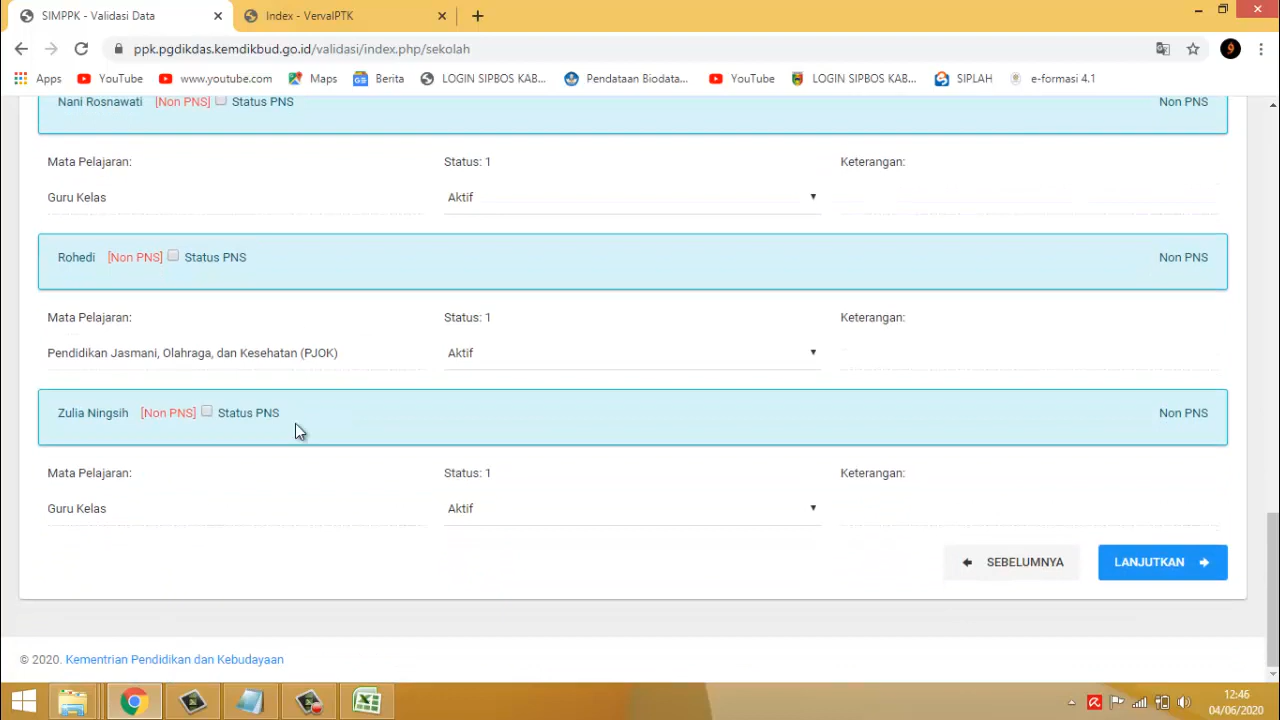 SIMPPK - Validasi Data
Index - VervalPTK
ppk.pgdikdas.kemdikbud.go.id/validasi/index.php/sekolah
Apps YouTube www.youtube.com Maps Berita LOGIN SIPBOS KAB... Pendataan Biodata... YouTube LOGIN SIPBOS KAB... SIPLAH e-formasi 4.1
Nani Rosnawati [Non PNS] Status PNS Non PNS
Mata Pelajaran: Status: 1 Keterangan:
Guru Kelas Aktif
Rohedi [Non PNS] Status PNS Non PNS
Mata Pelajaran: Status: 1 Keterangan:
Pendidikan Jasmani, Olahraga, dan Kesehatan (PJOK) Aktif
Zulia Ningsih [Non PNS] Status PNS Non PNS
Mata Pelajaran: Status: 1 Keterangan:
Guru Kelas Aktif
SEBELUMNYA LANJUTKAN
© 2020. Kementrian Pendidikan dan Kebudayaan
12:46
04/06/2020